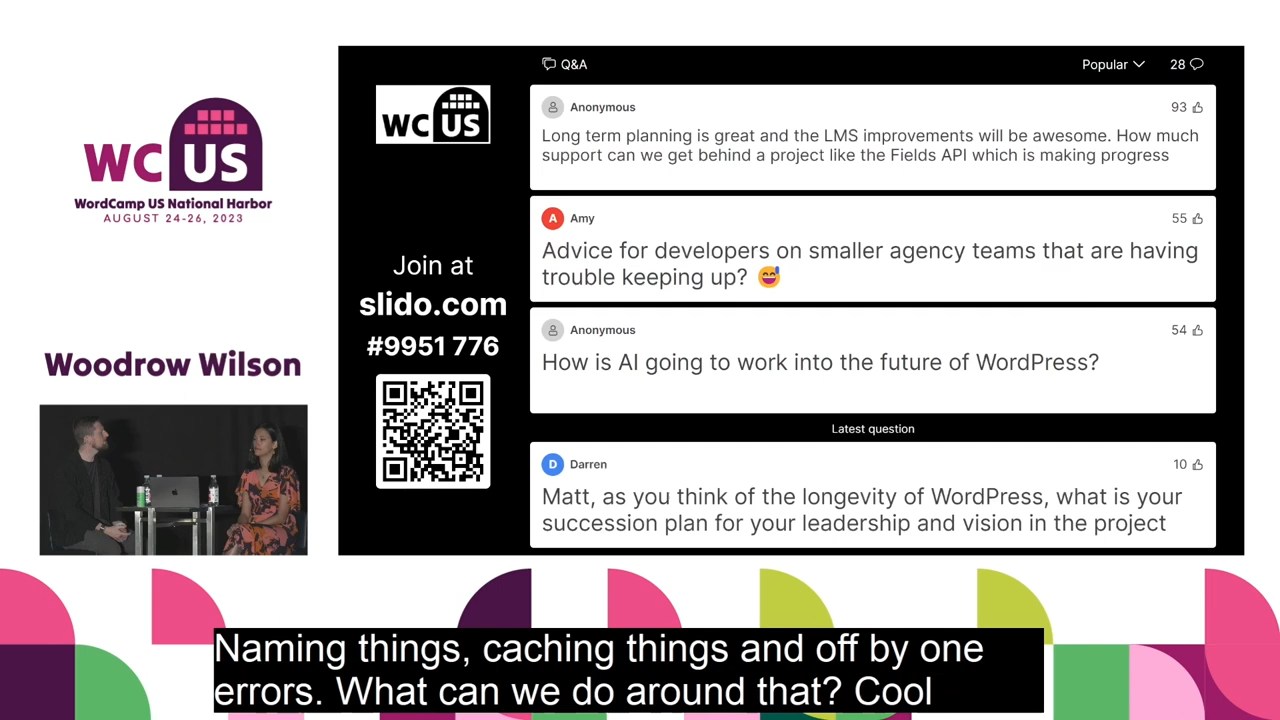 WC US
WordCamp US National Harbor
AUGUST 24-26, 2023
Woodrow Wilson
WC US
Join at
slido.com
#9951 776
Q&A
Popular
28
Anonymous
93
Long term planning is great and the LMS improvements will be awesome. How much
support can we get behind a project like the Fields API which is making progress
A
Amy
55
Advice for developers on smaller agency teams that are having
trouble keeping up? 😅
Anonymous
54
How is AI going to work into the future of WordPress?
Latest question
D
Darren
10
Matt, as you think of the longevity of WordPress, what is your
succession plan for your leadership and vision in the project
Naming things, caching things and off by one
errors. What can we do around that? Cool